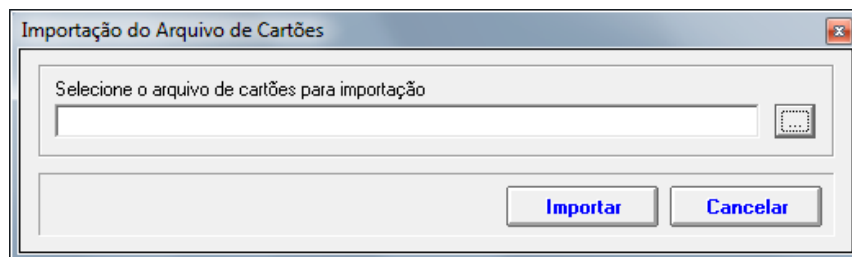 Importação do Arquivo de Cartões
Selecione o arquivo de cartões para importação
...
Importar Cancelar